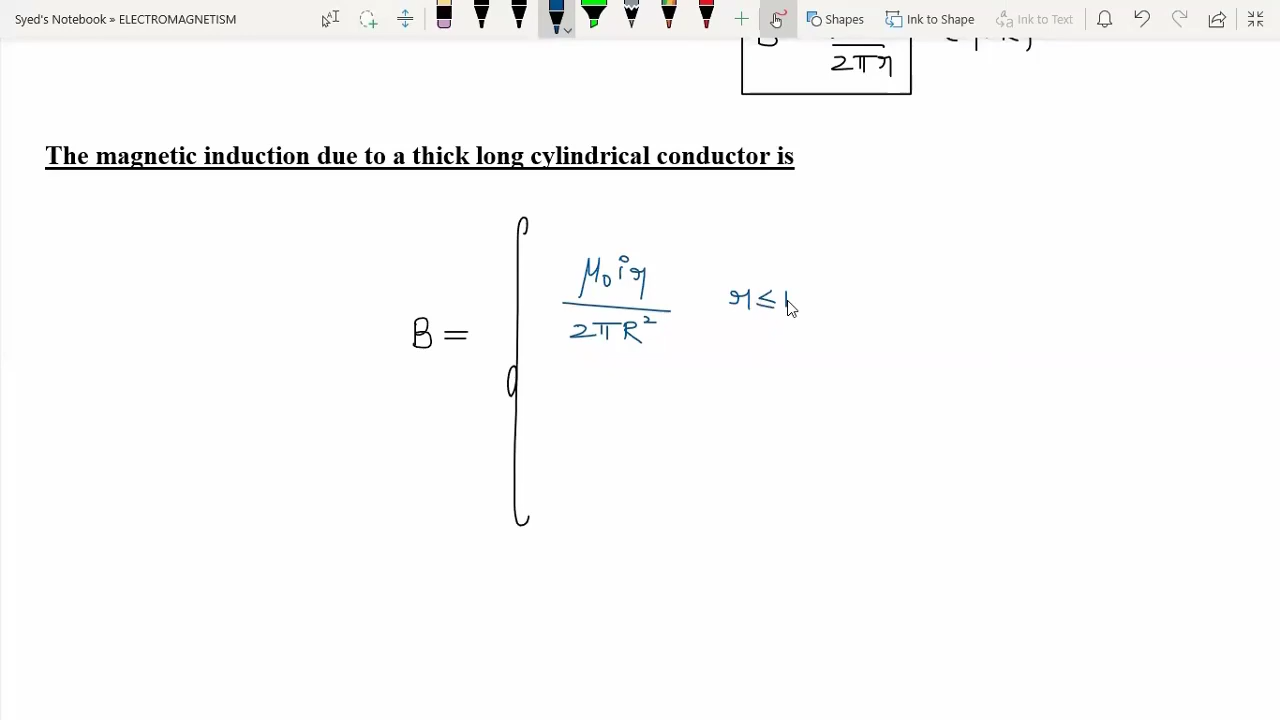 Syed's Notebook » ELECTROMAGNETISM
Shapes
Ink to Shape
Ink to Text
2πr
The magnetic induction due to a thick long cylindrical conductor is
B =
μ₀ir
2πR²
r ≤